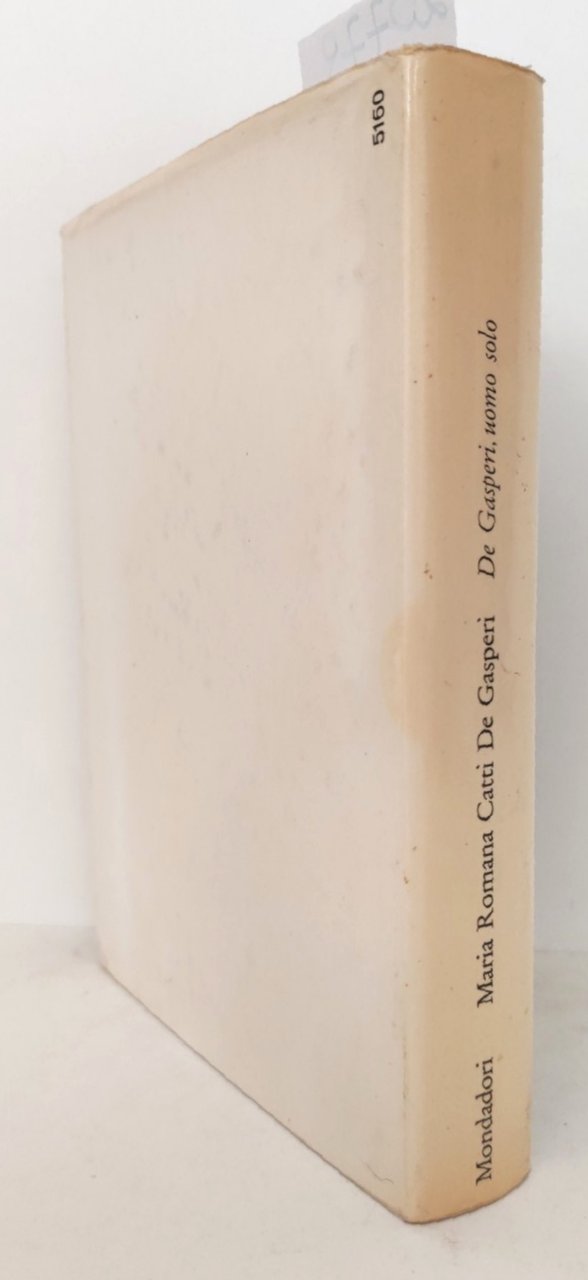 5160
Mondadori Maria Romana Catti De Gasperi De Gasperi, uomo solo